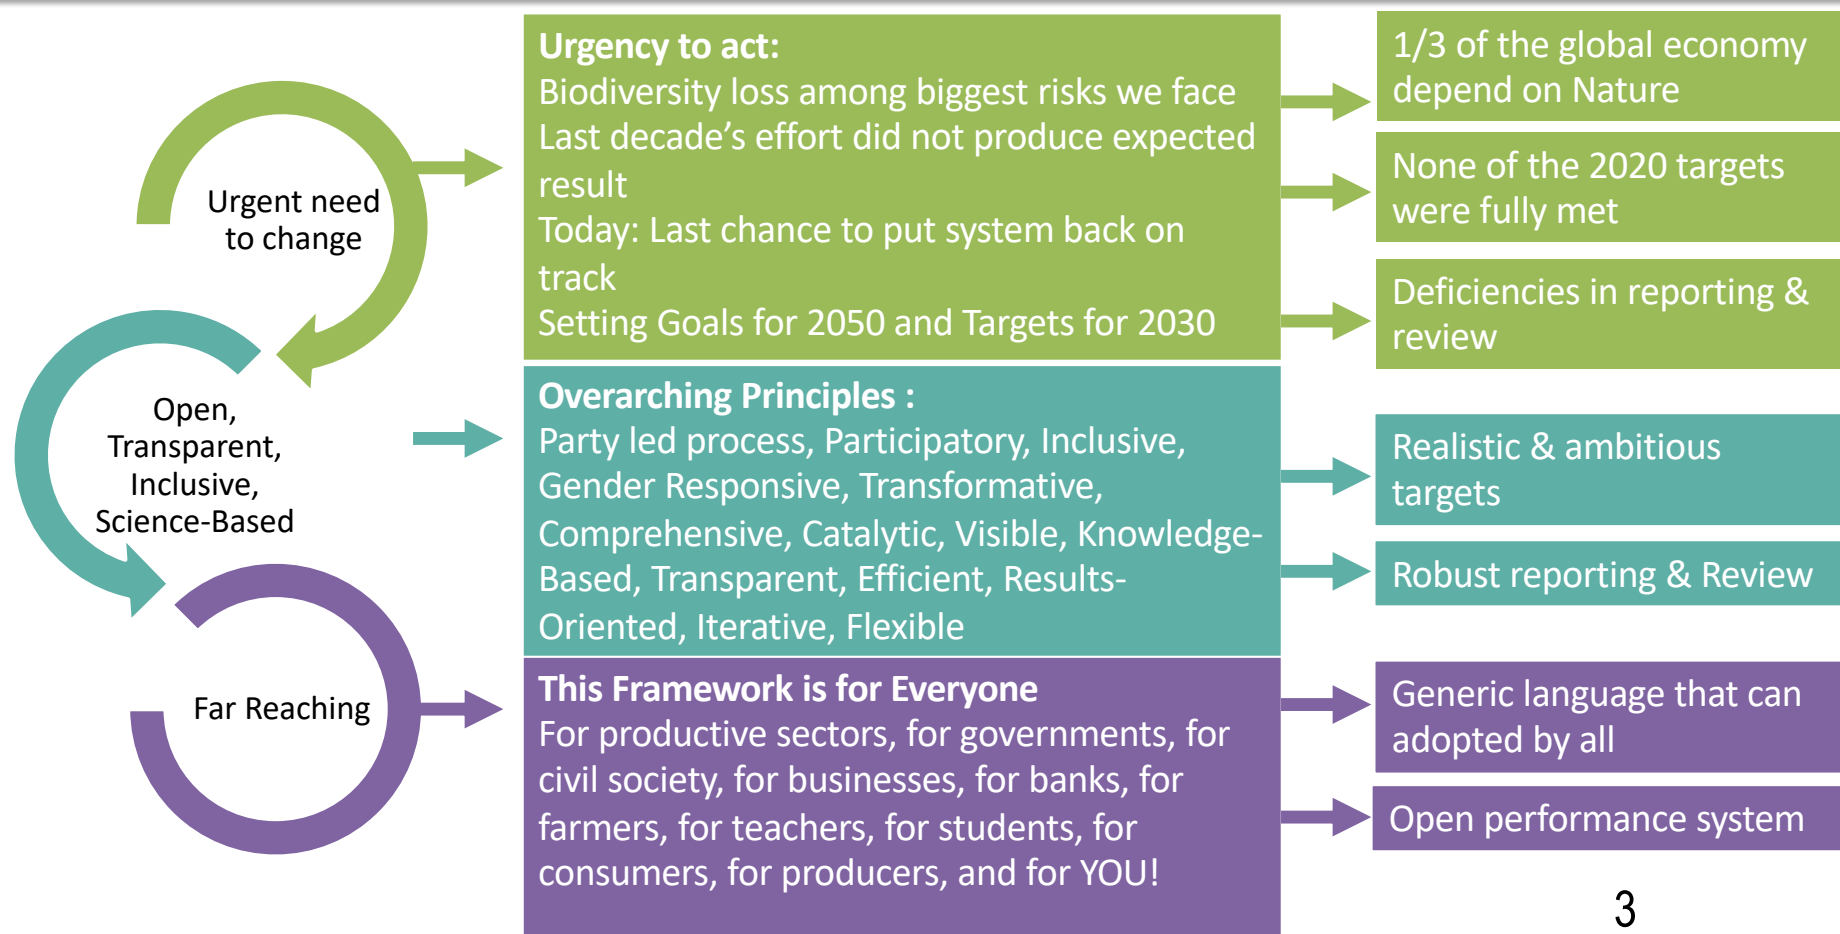 Urgent need
to change
Open,
Transparent,
Inclusive,
Science-Based
Far Reaching
Urgency to act:
Biodiversity loss among biggest risks we face
Last decade’s effort did not produce expected
result
Today: Last chance to put system back on
track
Setting Goals for 2050 and Targets for 2030
Overarching Principles :
Party led process, Participatory, Inclusive,
Gender Responsive, Transformative,
Comprehensive, Catalytic, Visible, Knowledge-
Based, Transparent, Efficient, Results-
Oriented, Iterative, Flexible
This Framework is for Everyone
For productive sectors, for governments, for
civil society, for businesses, for banks, for
farmers, for teachers, for students, for
consumers, for producers, and for YOU!
1/3 of the global economy
depend on Nature
None of the 2020 targets
were fully met
Deficiencies in reporting &
review
Realistic & ambitious
targets
Robust reporting & Review
Generic language that can
adopted by all
Open performance system
3